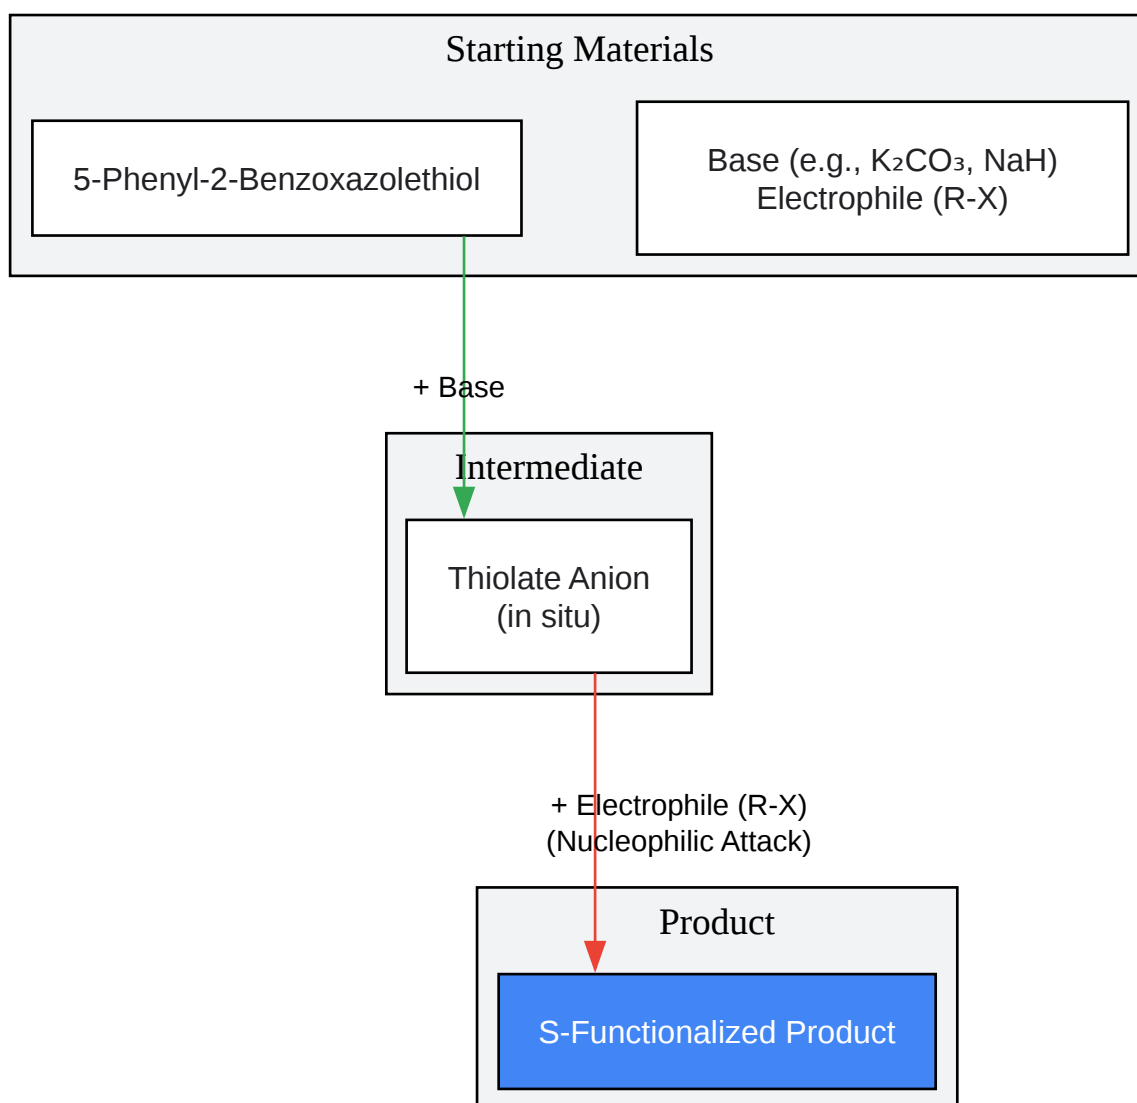 Starting Materials
5-Phenyl-2-Benzoxazolethiol
Base (e.g., K₂CO₃, NaH)
Electrophile (R-X)
+ Base
Intermediate
Thiolate Anion
(in situ)
+ Electrophile (R-X)
(Nucleophilic Attack)
Product
S-Functionalized Product